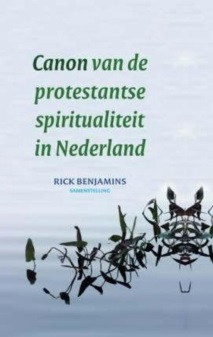 Canon van de
protestantse
spiritualiteit
in Nederland
RICK BENJAMINS
SAMENSTELLING